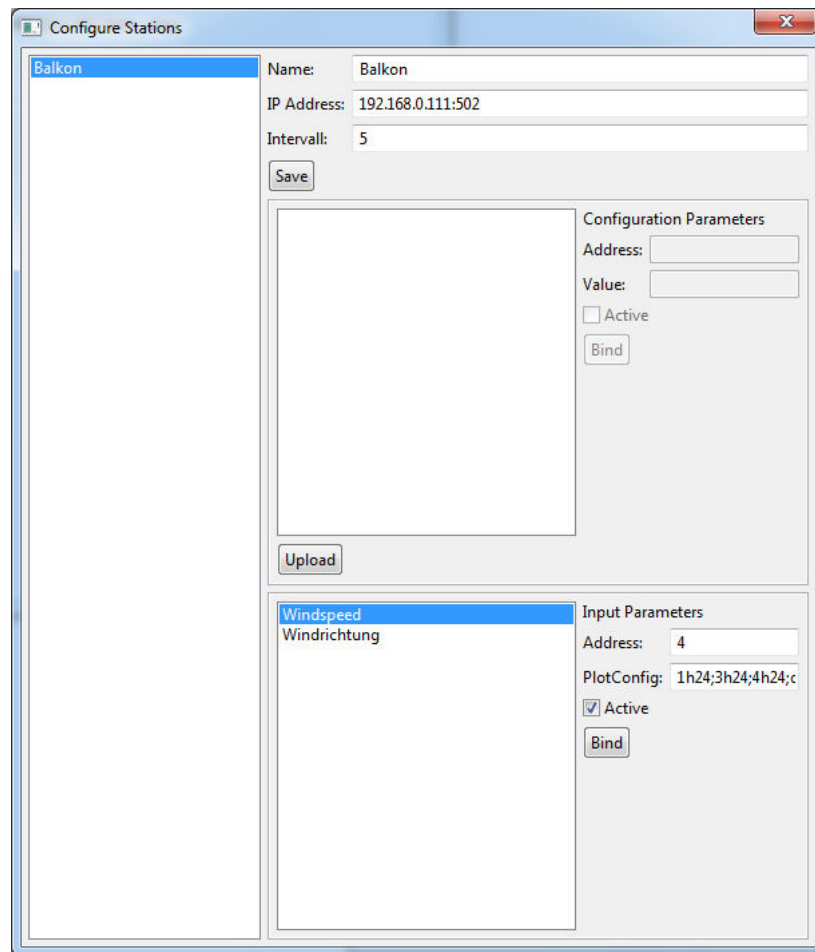 Configure Stations
Balkon
Name: Balkon
IP Address: 192.168.0.111:502
Intervall: 5
Save
Configuration Parameters
Address:
Value:
Active
Bind
Upload
Windspeed
Windrichtung
Input Parameters
Address: 4
PlotConfig: 1h24;3h24;4h24;
Active
Bind